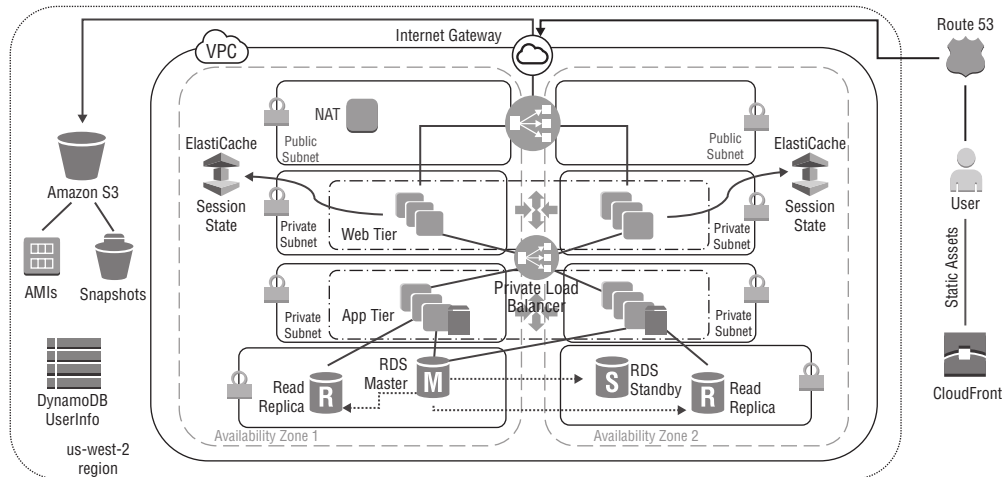 Route 53
Internet Gateway
VPC
NAT
Public
Subnet
Public
Subnet
ElastiCache
Session
State
ElastiCache
Session
State
Amazon S3
User
Private
Subnet
Web Tier
Private
Subnet
AMIs
Snapshots
Static Assets
Private Load
Balancer
Private
Subnet
App Tier
Private
Subnet
DynamoDB
UserInfo
Read
Replica
R
RDS
Master
M
S
RDS
Standby
R
Read
Replica
CloudFront
Availability Zone 1
Availability Zone 2
us-west-2
region